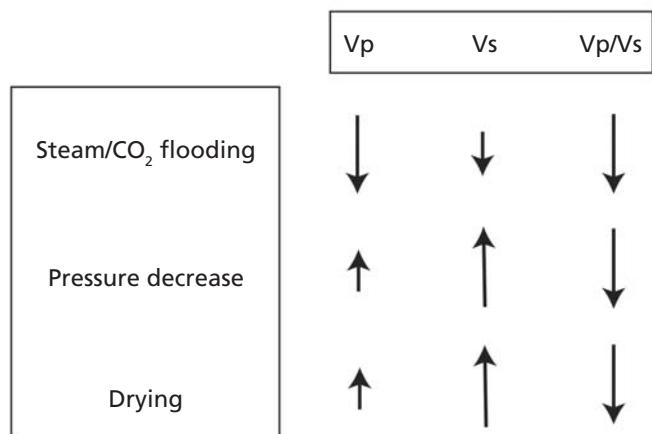 Vp Vs Vp/Vs
Steam/CO₂ flooding
Pressure decrease
Drying